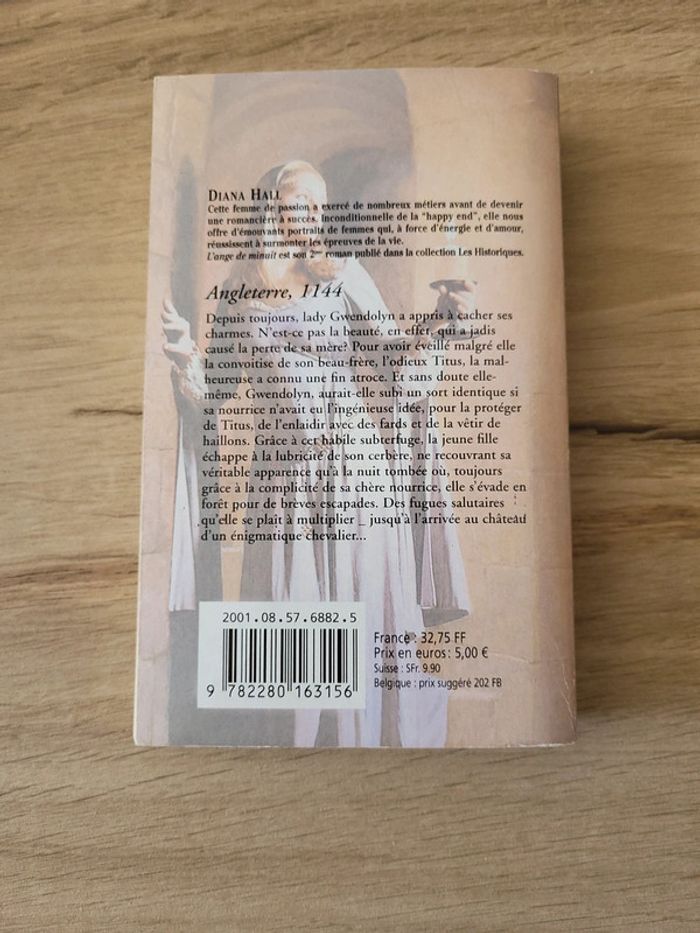 DIANA HALL
Cette femme de passion a exercé de nombreux métiers avant de devenir
une romancière à succès. Inconditionnelle de la “happy end”, elle nous
offre d’émouvants portraits de femmes qui, à force d’énergie et d’amour,
réussissent à surmonter les épreuves de la vie.
L’ange de minuit est son 2ème roman publié dans la collection Les Historiques.
Angleterre, 1144
Depuis toujours, lady Gwendolyn a appris à cacher ses
charmes. N’est-ce pas la beauté, en effet, qui a jadis
causé la perte de sa mère? Pour avoir éveillé malgré elle
la convoitise de son beau-frère, l’odieux Titus, la mal-
heureuse a connu une fin atroce. Et sans doute elle-
même, Gwendolyn, aurait-elle subi un sort identique si
sa nourrice n’avait eu l’ingénieuse idée, pour la protéger
de Titus, de l’enlaidir avec des fards et de la vêtir de
haillons. Grâce à cet habile subterfuge, la jeune fille
échappe à la lubricité de son cerbère, ne recouvrant sa
véritable apparence qu’à la nuit tombée où, toujours
grâce à la complicité de sa chère nourrice, elle s’évade en
forêt pour de brèves escapades. Des fugues salutaires
qu’elle se plaît à multiplier _ jusqu’à l’arrivée au château
d’un énigmatique chevalier...
2001.08.57.6882.5
9 782280 163156
France : 32,75 FF
Prix en euros : 5,00 €
Suisse : SFr. 9.90
Belgique : prix suggéré 202 FB